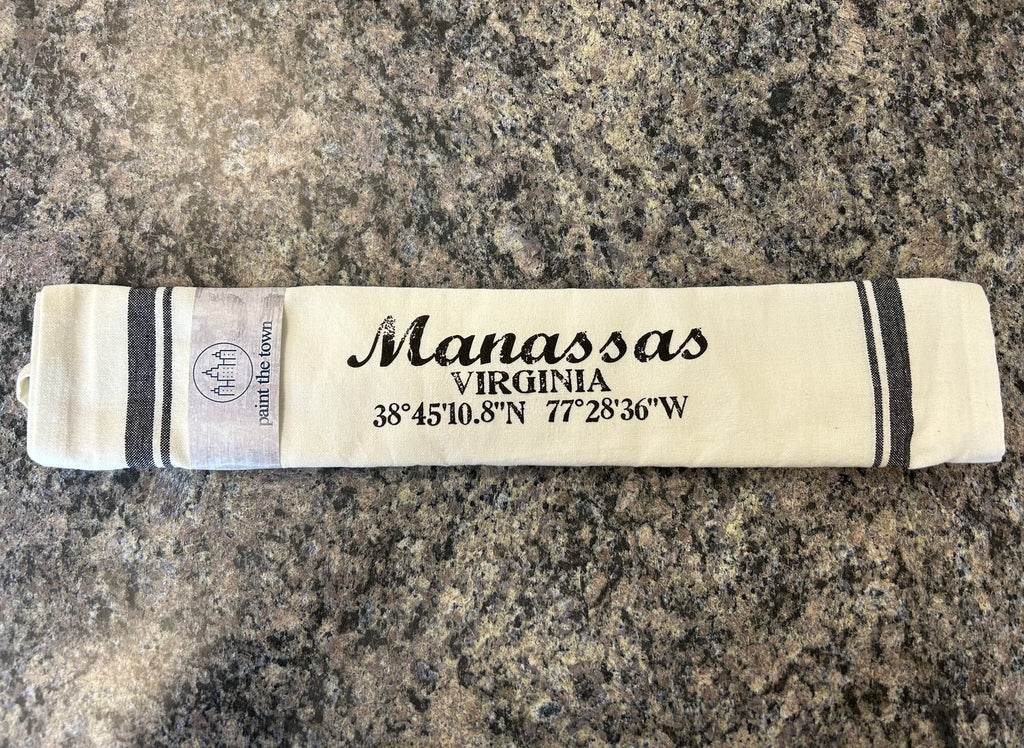 paint the town
Manassas
VIRGINIA
38°45'10.8"N 77°28'36"W